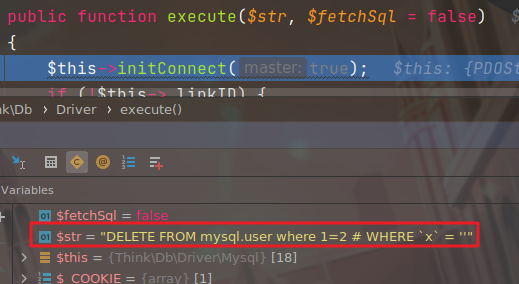 public function execute($str, $fetchSql = false)
{
$this->initConnect( master: true); $this: {PDOSt
if (!$this->_linkID) {
nk\Db › Driver › execute()
Variables
$fetchSql = false
$str = "DELETE FROM mysql.user where 1=2 # WHERE `x` = ''"
$this = {Think\Db\Driver\Mysql} [18]
$_COOKIE = {array} [1]